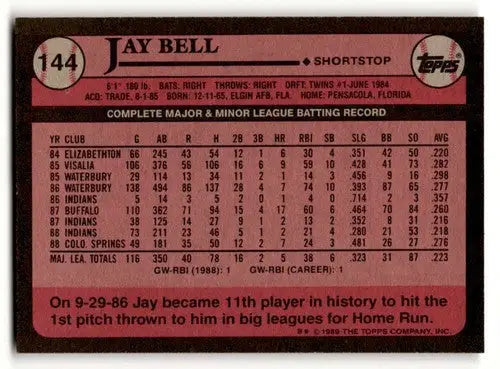 144
JAY BELL
SHORTSTOP
Topps
6'1" 180 lb. BATS: RIGHT THROWS: RIGHT DRFT: TWINS #1-JUNE 1984
ACQ: TRADE, 8-1-85 BORN: 12-11-65, ELGIN AFB, FLA. HOME: PENSACOLA, FLORIDA
COMPLETE MAJOR & MINOR LEAGUE BATTING RECORD
YR CLUB G AB R H 2B 3B HR RBI SB SLG BB SO AVG
84 ELIZABETHTON 66 245 43 54 12 1 6 30 4 .351 42 50 .220
85 VISALIA 106 376 56 106 16 6 9 59 10 .428 41 73 .282
85 WATERBURY 29 114 13 34 11 2 1 14 3 .456 9 16 .298
86 WATERBURY 138 494 86 137 28 4 7 74 10 .393 87 65 .277
86 INDIANS 5 14 3 5 2 0 1 4 0 .714 2 3 .357
87 BUFFALO 110 362 71 94 15 4 17 60 6 .464 70 84 .260
87 INDIANS 38 125 14 27 9 1 2 13 2 .352 8 31 .216
88 INDIANS 73 211 23 46 5 1 2 21 4 .280 21 53 .218
88 COLO. SPRINGS 49 181 35 50 12 2 7 24 3 .481 26 27 .276
MAJ. LEA. TOTALS 116 350 40 78 16 2 5 38 6 .323 31 87 .223
GW-RBI (1988): 1 GW-RBI (CAREER): 1
On 9-29-86 Jay became 11th player in history to hit the
1st pitch thrown to him in big leagues for Home Run.
B* © 1989 THE TOPPS COMPANY, INC.